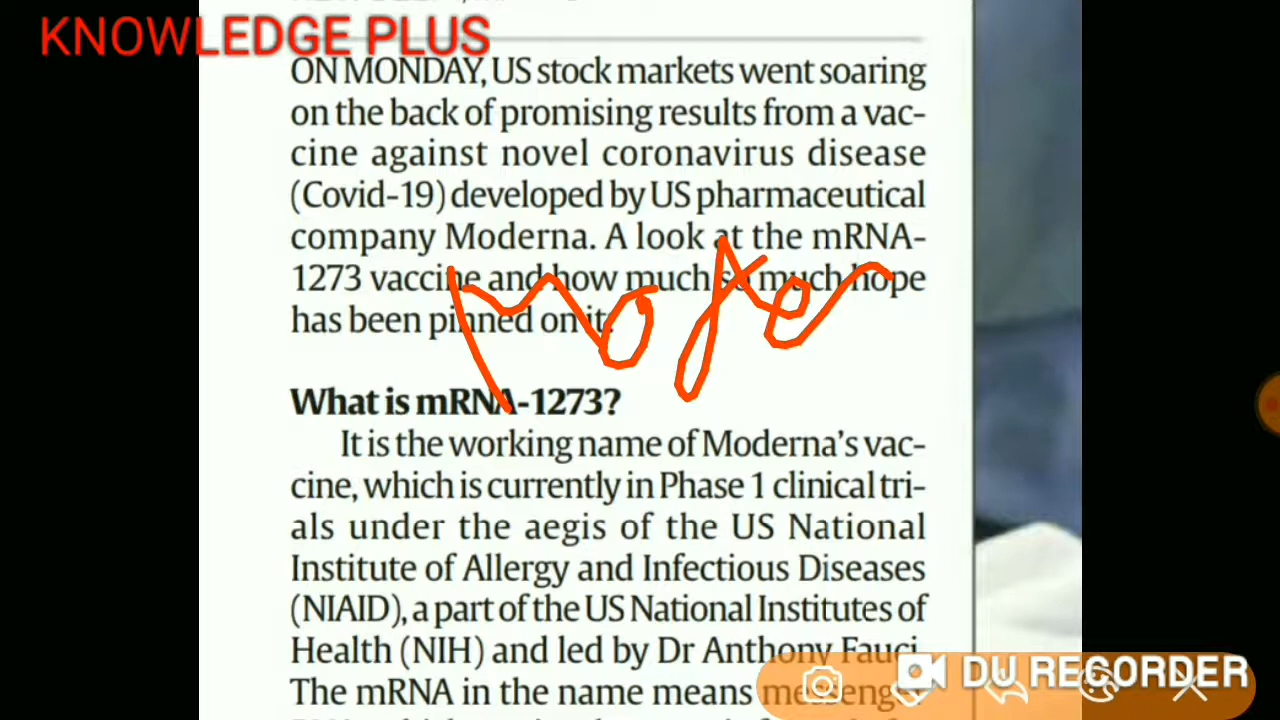 KNOWLEDGE PLUS
ON MONDAY, US stock markets went soaring
on the back of promising results from a vac-
cine against novel coronavirus disease
(Covid-19) developed by US pharmaceutical
company Moderna. A look at the mRNA-
1273 vaccine and how much so much hope
has been pinned on it:
What is mRNA-1273?
It is the working name of Moderna's vac-
cine, which is currently in Phase 1 clinical tri-
als under the aegis of the US National
Institute of Allergy and Infectious Diseases
(NIAID), a part of the US National Institutes of
Health (NIH) and led by Dr Anthony Fauci.
The mRNA in the name means messenger
DU RECORDER